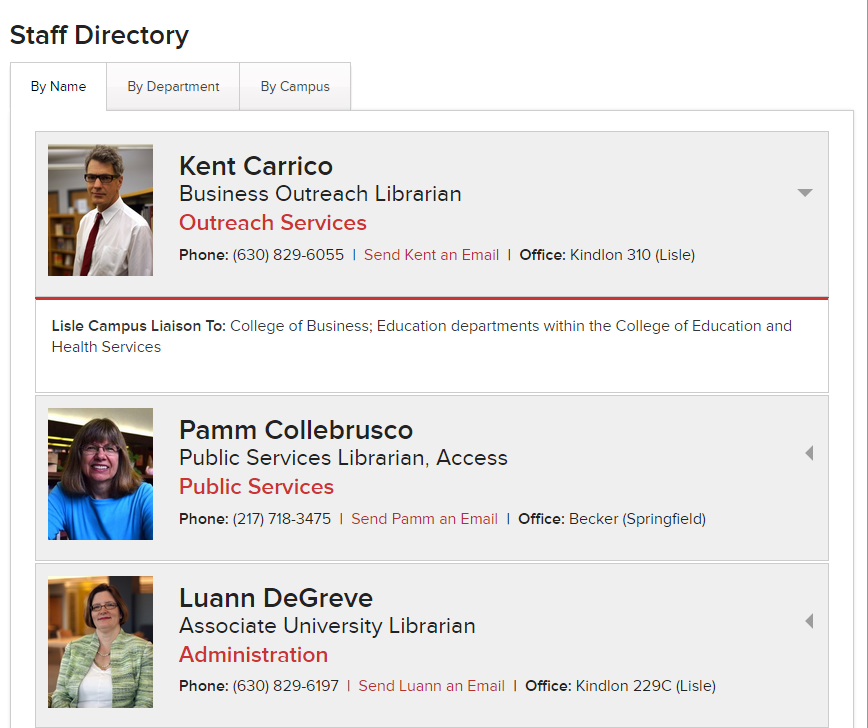 Staff Directory
By Name By Department By Campus
Kent Carrico
Business Outreach Librarian
Outreach Services
Phone: (630) 829-6055 | Send Kent an Email | Office: Kindlon 310 (Lisle)
Lisle Campus Liaison To: College of Business; Education departments within the College of Education and
Health Services
Pamm Collebrusco
Public Services Librarian, Access
Public Services
Phone: (217) 718-3475 | Send Pamm an Email | Office: Becker (Springfield)
Luann DeGreve
Associate University Librarian
Administration
Phone: (630) 829-6197 | Send Luann an Email | Office: Kindlon 229C (Lisle)